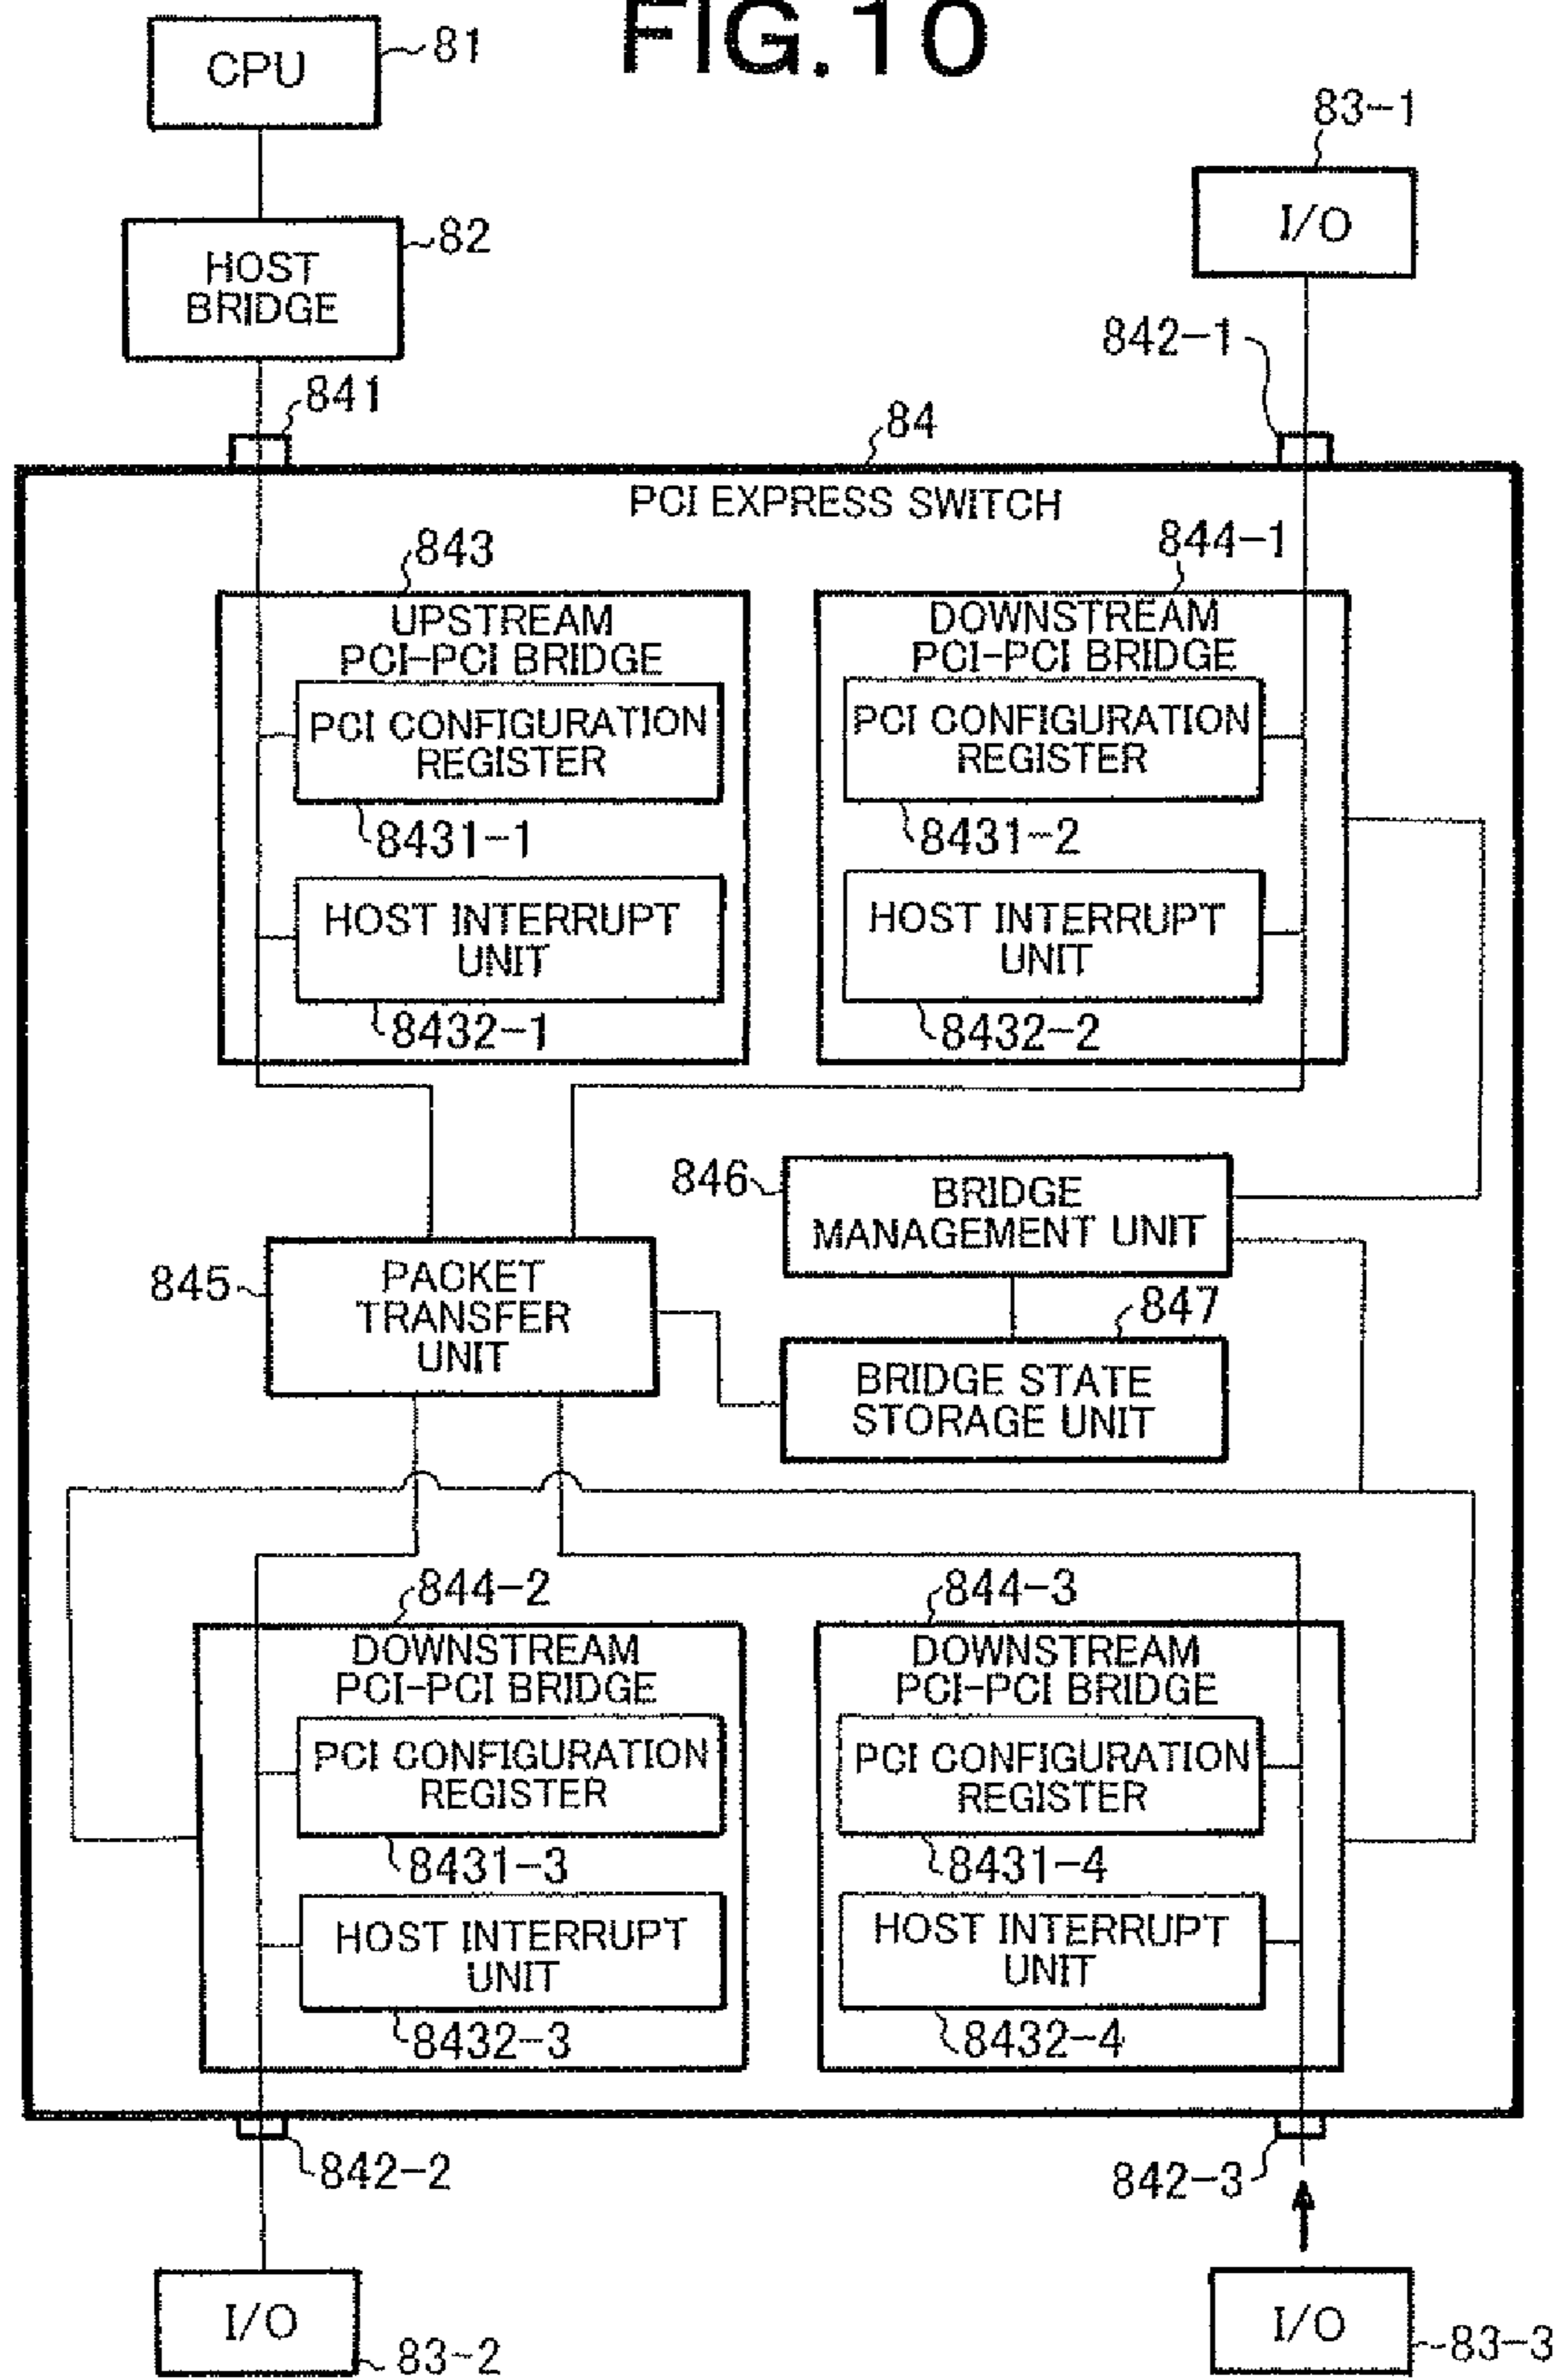 FIG.10
CPU
81
83-1
I/O
HOST
BRIDGE
82
842-1
841
84
PCI EXPRESS SWITCH
843
844-1
UPSTREAM
PCI-PCI BRIDGE
PCI CONFIGURATION
REGISTER
8431-1
HOST INTERRUPT
UNIT
8432-1
DOWNSTREAM
PCI-PCI BRIDGE
PCI CONFIGURATION
REGISTER
8431-2
HOST INTERRUPT
UNIT
8432-2
846
BRIDGE
MANAGEMENT UNIT
845
PACKET
TRANSFER
UNIT
847
BRIDGE STATE
STORAGE UNIT
844-2
DOWNSTREAM
PCI-PCI BRIDGE
PCI CONFIGURATION
REGISTER
8431-3
HOST INTERRUPT
UNIT
8432-3
844-3
DOWNSTREAM
PCI-PCI BRIDGE
PCI CONFIGURATION
REGISTER
8431-4
HOST INTERRUPT
UNIT
8432-4
842-2
842-3
I/O
83-2
I/O
83-3